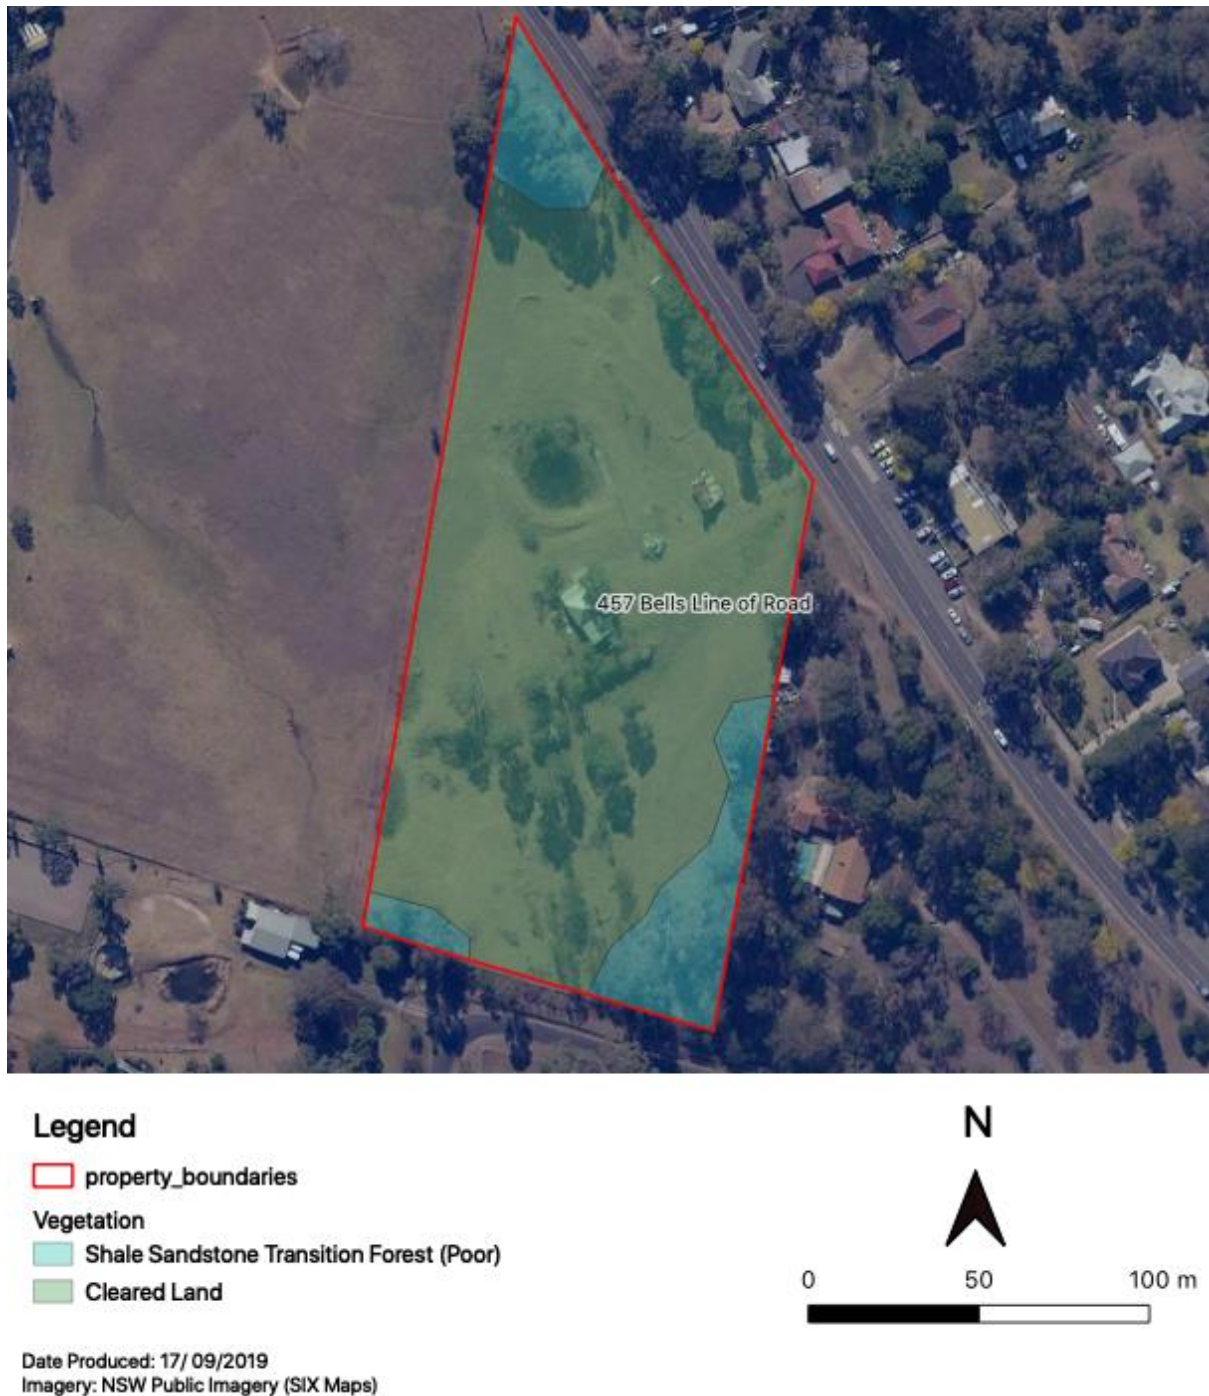 457 Bells Line of Road
Legend
N
property_boundaries
Vegetation
Shale Sandstone Transition Forest (Poor)
Cleared Land
0 50 100 m
Date Produced: 17/ 09/2019
Imagery: NSW Public Imagery (SIX Maps)